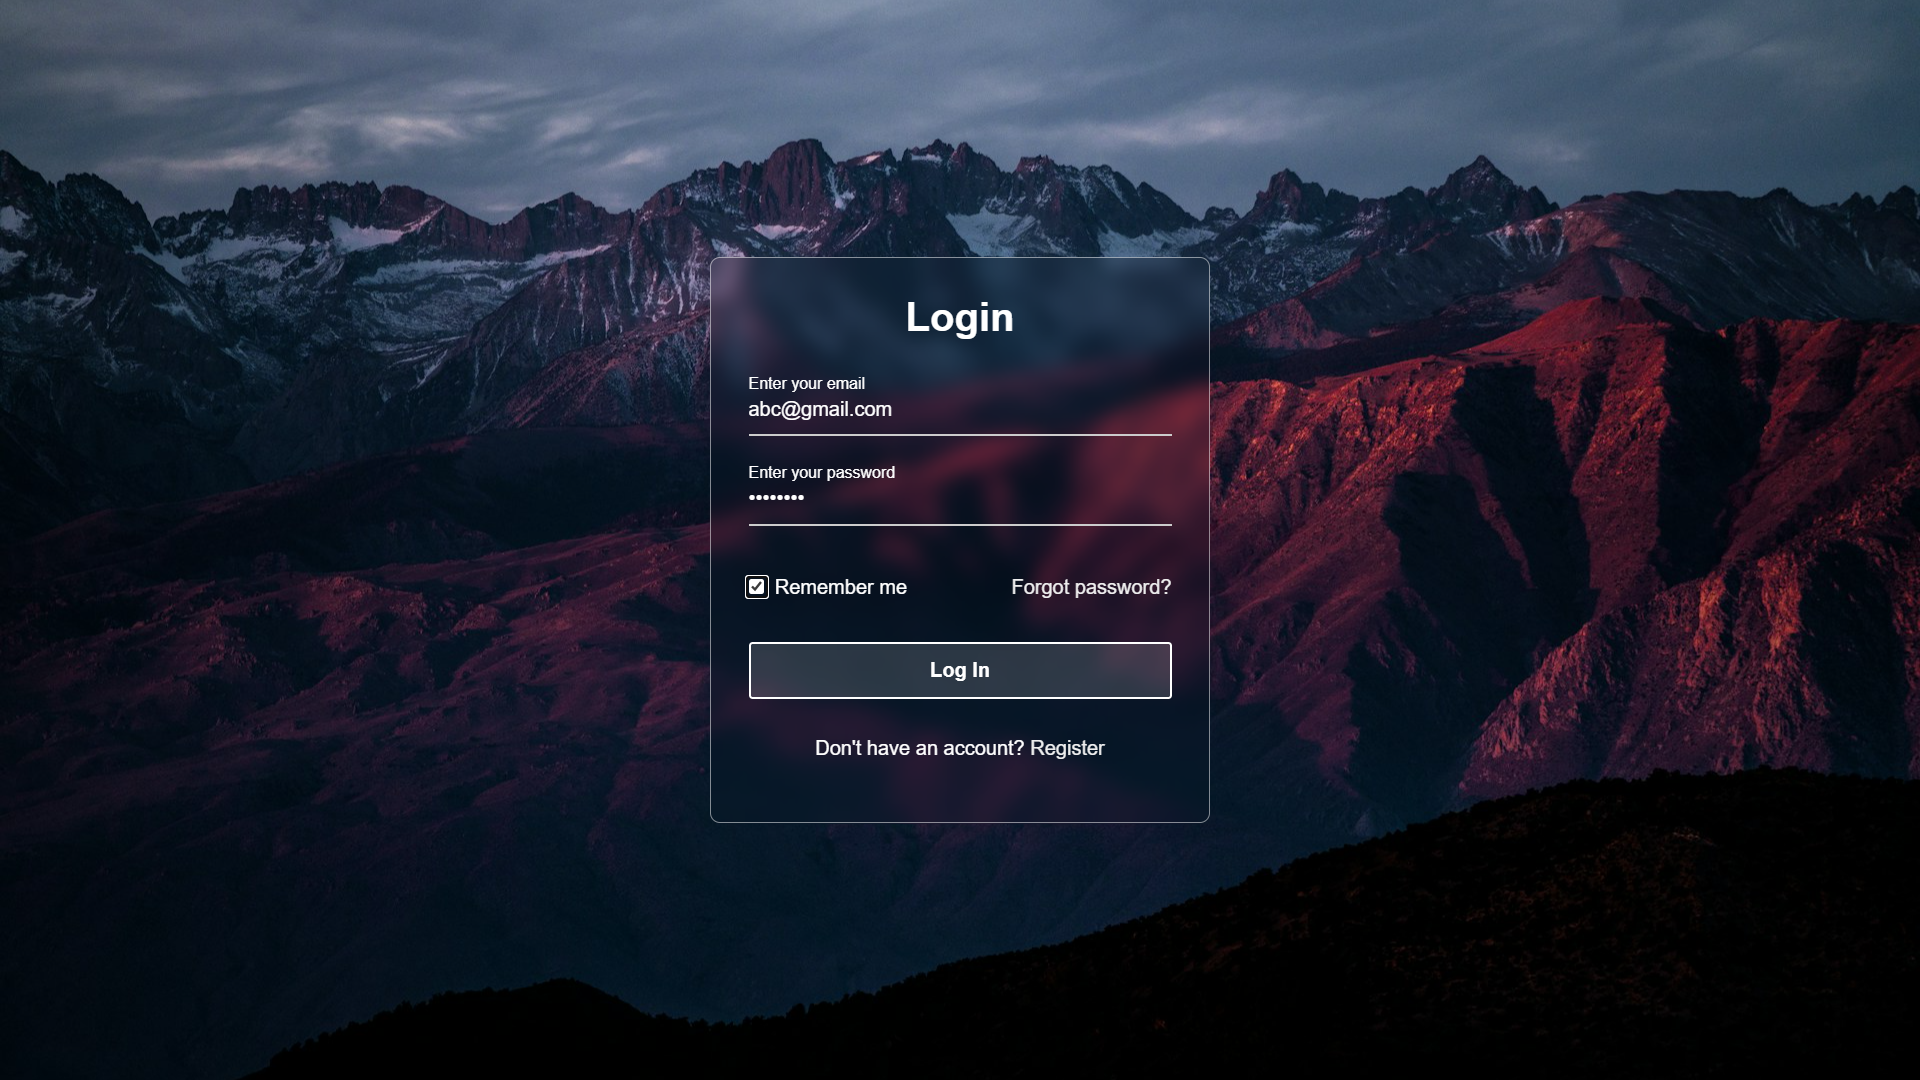 Login
Enter your email
abc@gmail.com
Enter your password
••••••••
Remember me
Forgot password?
Log In
Don't have an account? Register